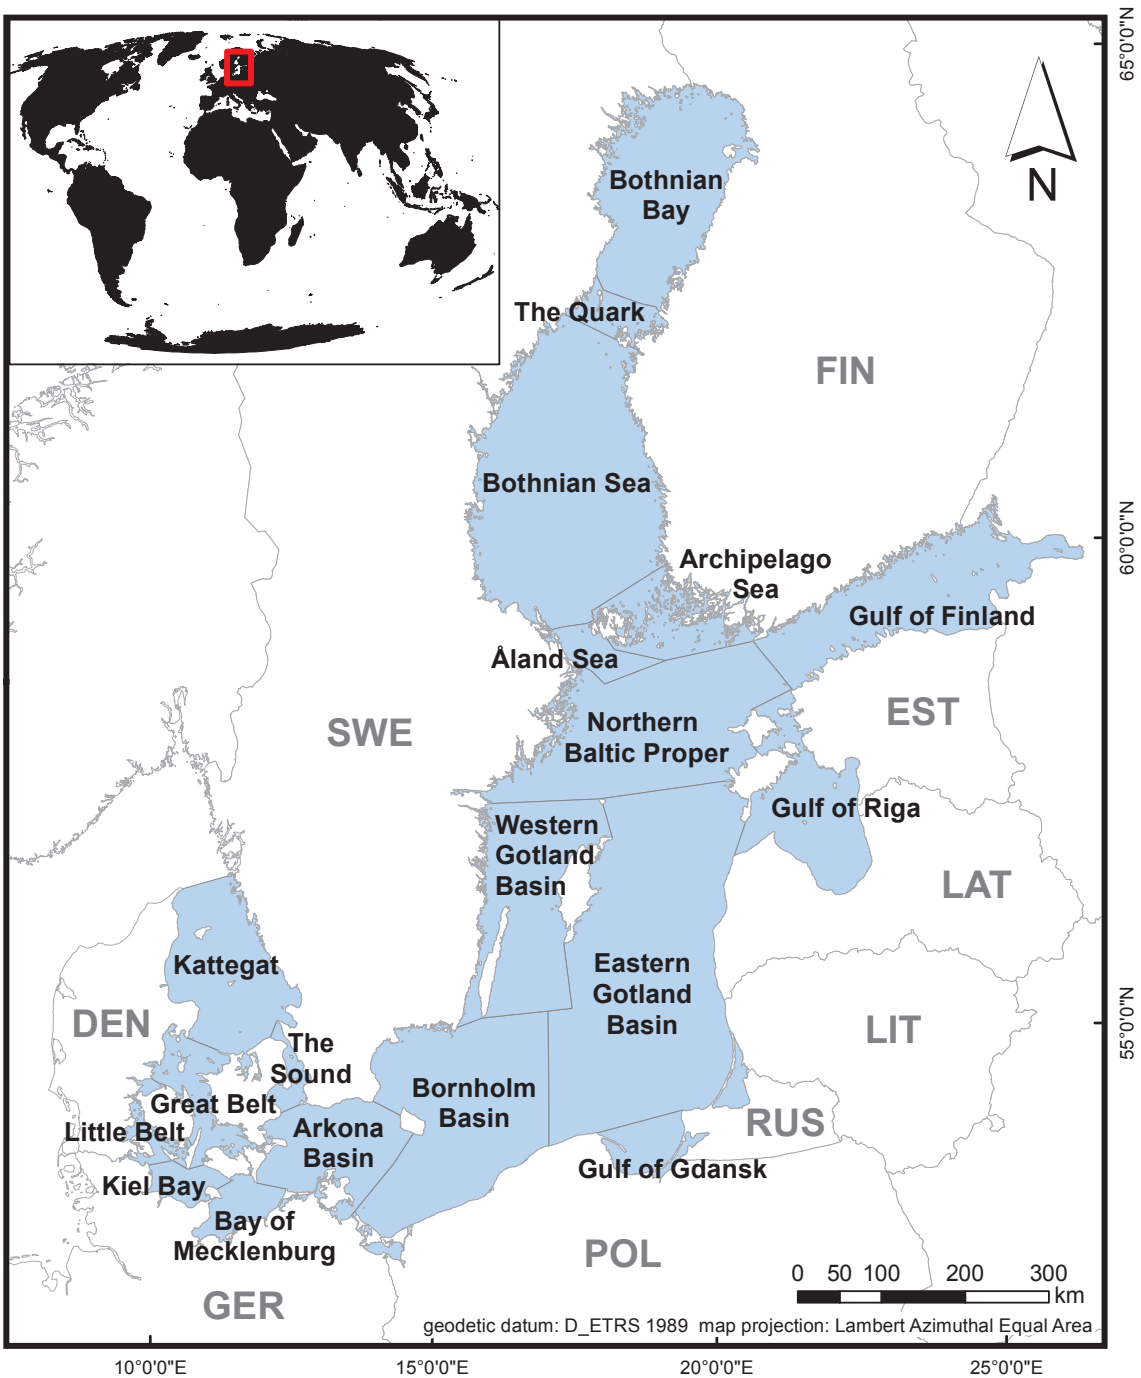 65°0'0"N
N
Bothnian
Bay
The Quark
FIN
Bothnian Sea
60°0'0"N
Archipelago
Sea
Gulf of Finland
Åland Sea
EST
SWE
Northern
Baltic Proper
Gulf of Riga
Western
Gotland
Basin
LAT
Kattegat
Eastern
Gotland
Basin
DEN
LIT
55°0'0"N
The
Sound
Great Belt
Bornholm
Basin
Little Belt
Arkona
Basin
RUS
Kiel Bay
Gulf of Gdansk
Bay of
Mecklenburg
POL
GER
0 50 100 200 300
km
geodetic datum: D_ETRS 1989 map projection: Lambert Azimuthal Equal Area
10°0'0"E 15°0'0"E 20°0'0"E 25°0'0"E